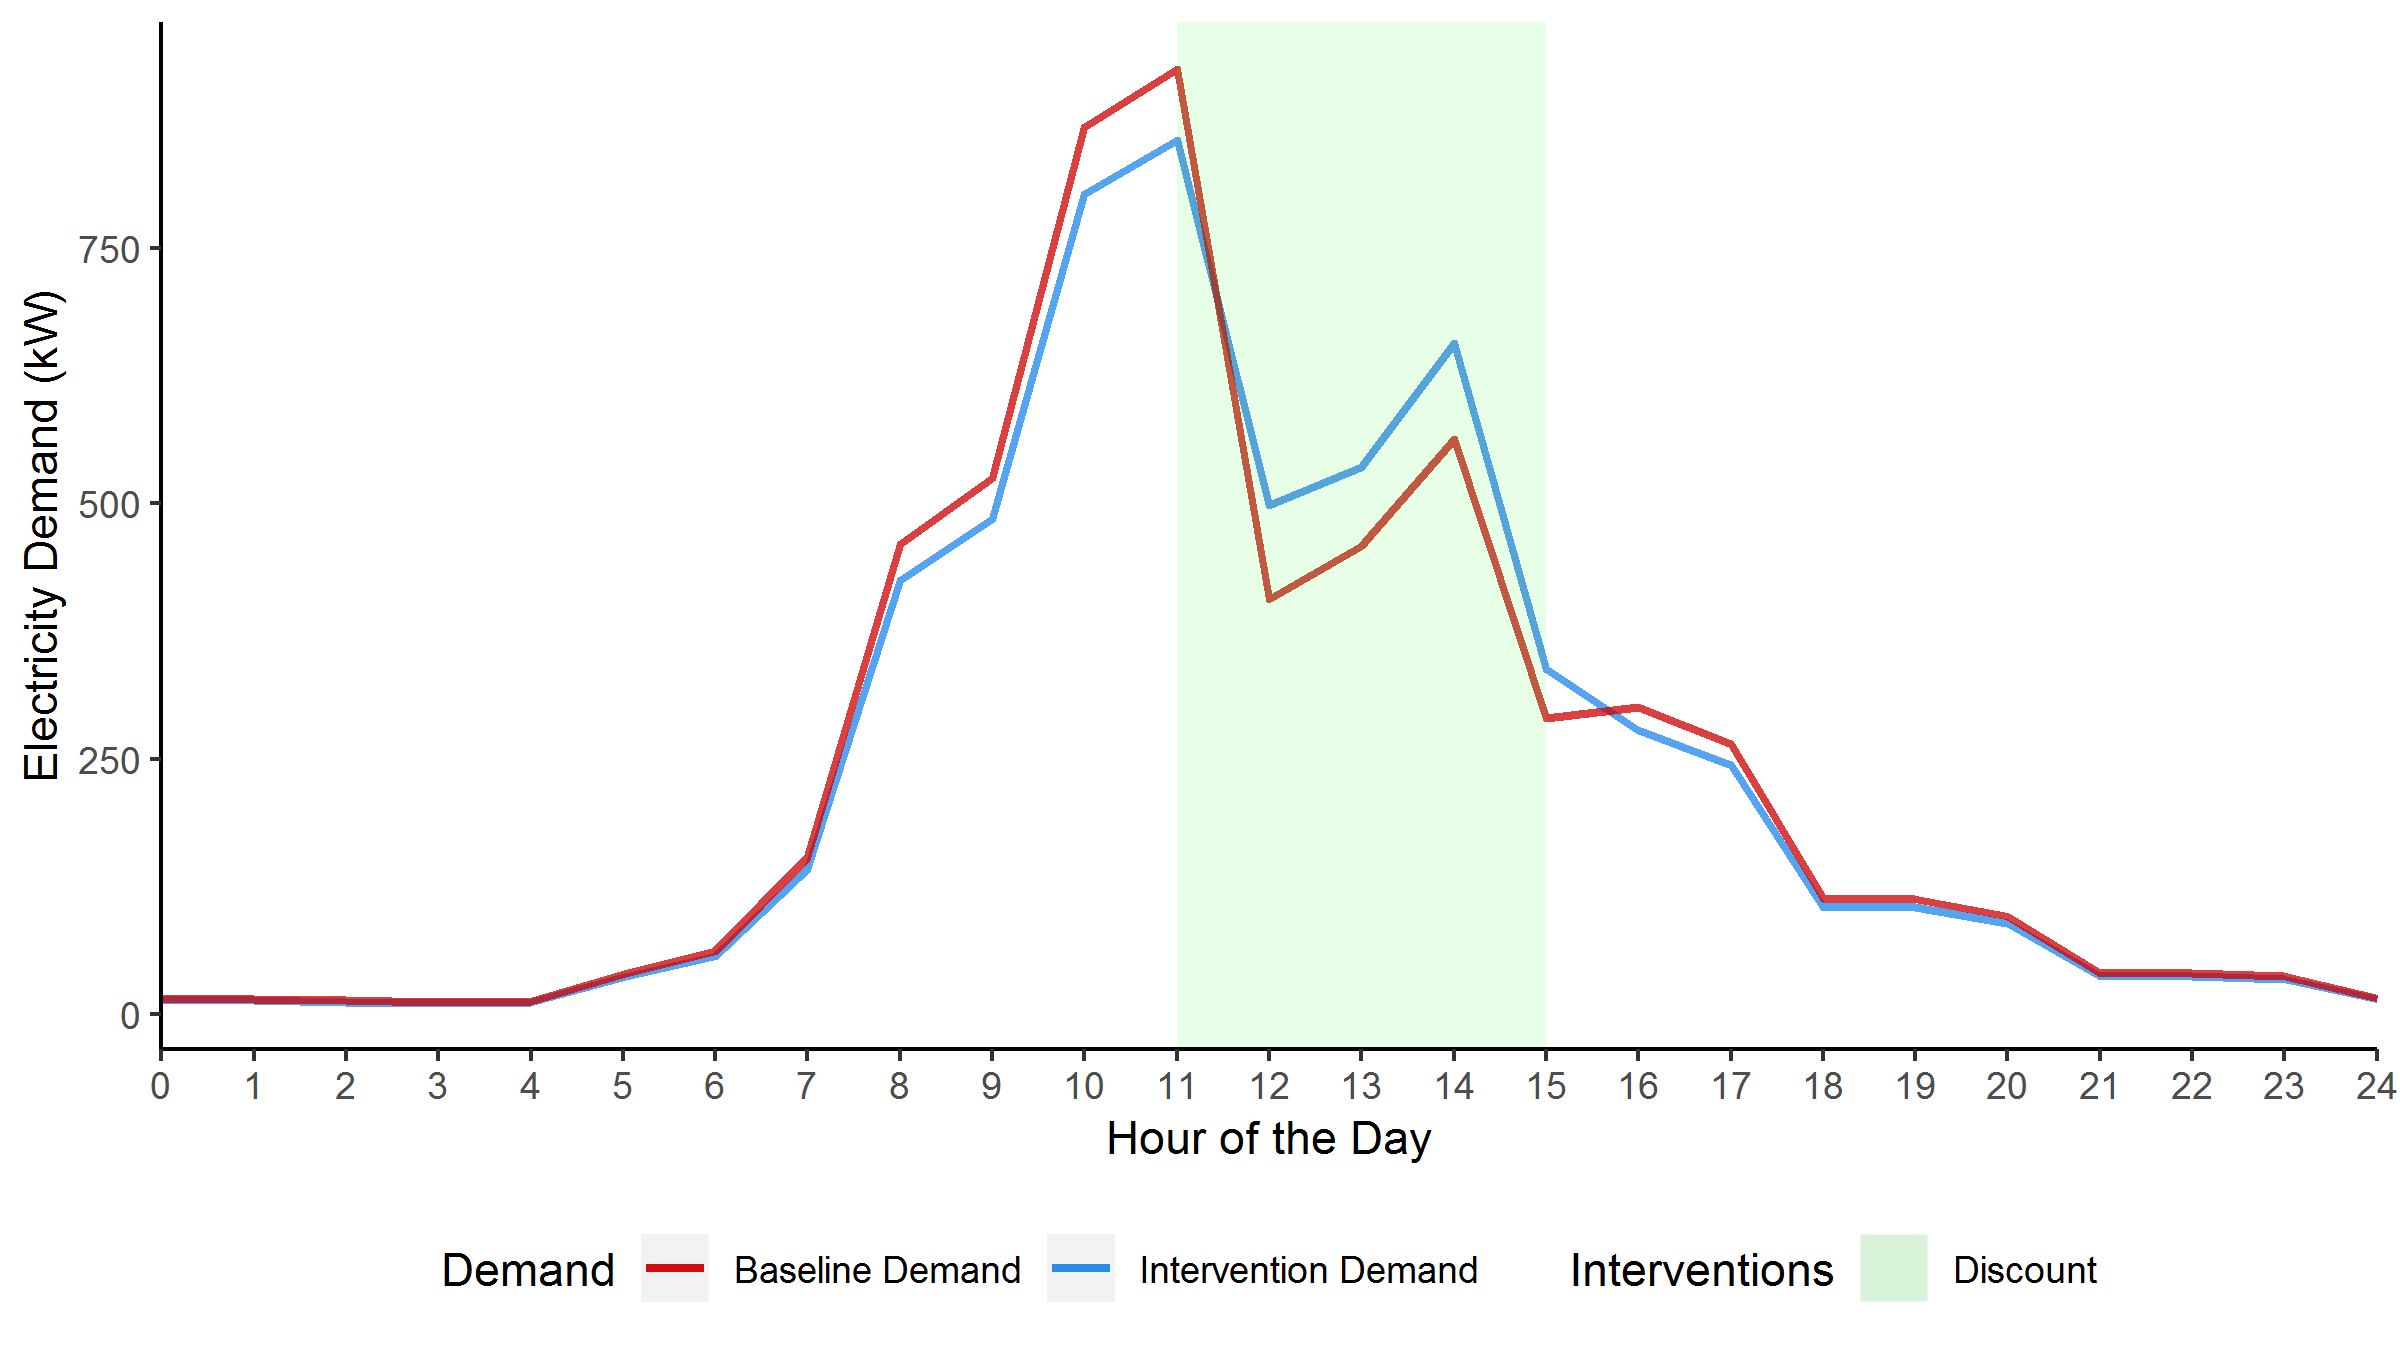 Electricity Demand (kW)
750
500
250
0
0 1 2 3 4 5 6 7 8 9 10 11 12 13 14 15 16 17 18 19 20 21 22 23 24
Hour of the Day
Demand Baseline Demand Intervention Demand Interventions Discount